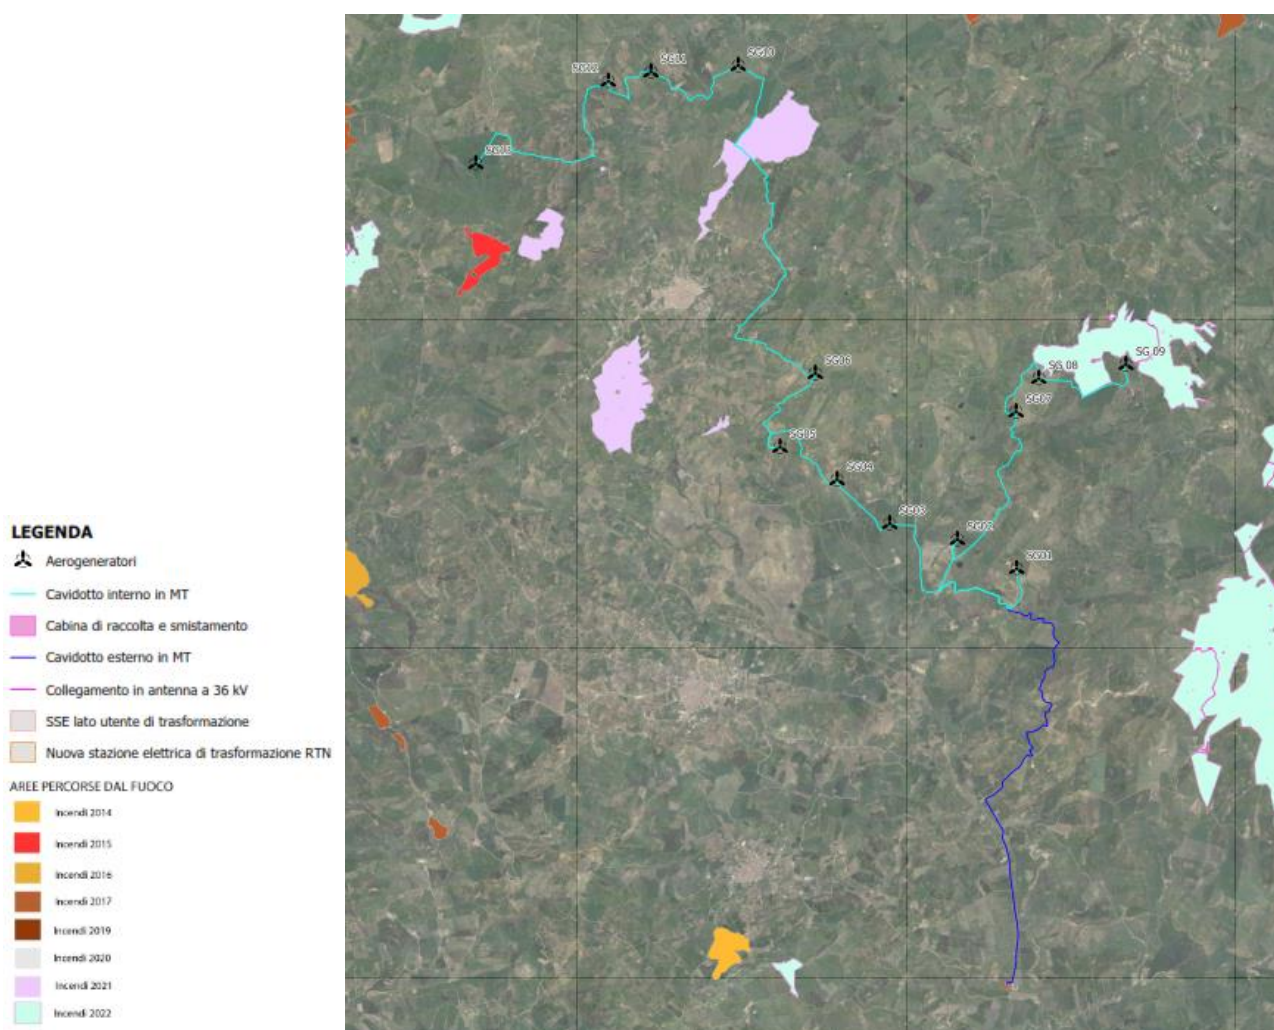 SG10
SG11
SG12
SG13
SG06
SG 09
SG 08
SG07
SG05
SG04
SG03
SG02
SG01
LEGENDA
Aerogeneratori
Cavidotto interno in MT
Cabina di raccolta e smistamento
Cavidotto esterno in MT
Collegamento in antenna a 36 kV
SSE lato utente di trasformazione
Nuova stazione elettrica di trasformazione RTN
AREE PERCORSE DAL FUOCO
Incendi 2014
Incendi 2015
Incendi 2016
Incendi 2017
Incendi 2019
Incendi 2020
Incendi 2021
Incendi 2022